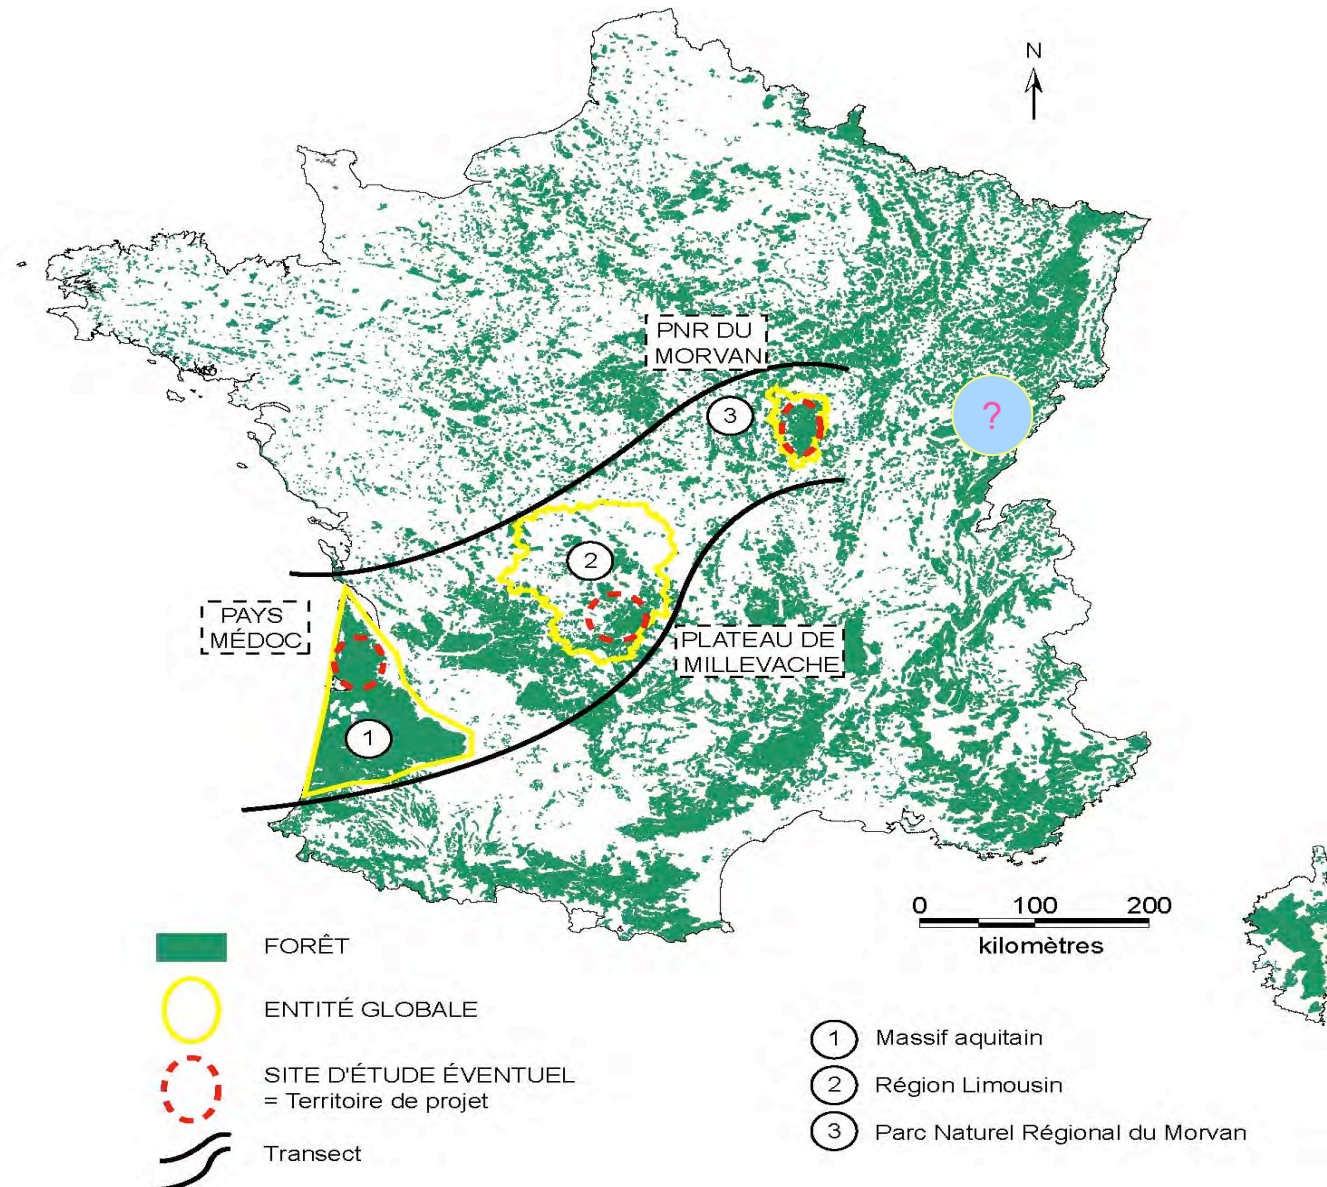 N
PNR DU
MORVAN
3
?
2
PAYS
MÉDOC
PLATEAU DE
MILLEVACHE
1
0 100 200
kilomètres
FORÊT
ENTITÉ GLOBALE
SITE D'ÉTUDE ÉVENTUEL
= Territoire de projet
Transect
1 Massif aquitain
2 Région Limousin
3 Parc Naturel Régional du Morvan